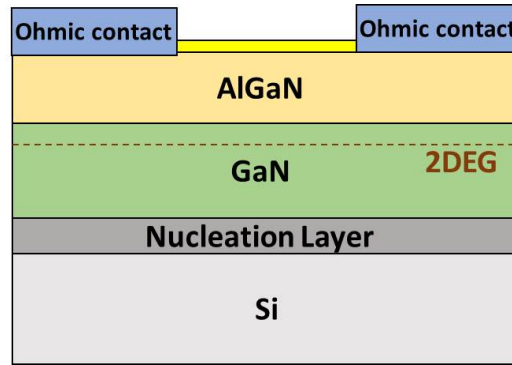 Ohmic contact
Ohmic contact
AlGaN
2DEG
GaN
Nucleation Layer
Si